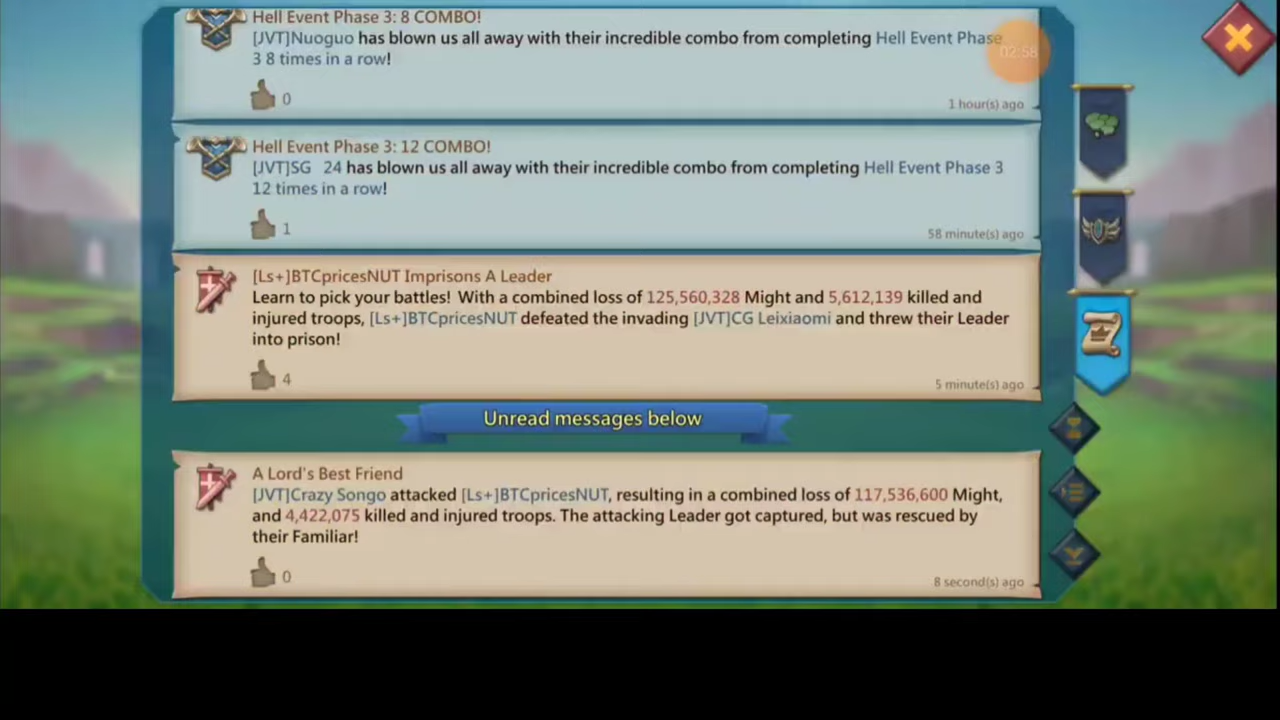 Hell Event Phase 3: 8 COMBO!
[JVT]Nuoguo has blown us all away with their incredible combo from completing Hell Event Phase
3 8 times in a row!
02:58
0
1 hour(s) ago
Hell Event Phase 3: 12 COMBO!
[JVT]SG 24 has blown us all away with their incredible combo from completing Hell Event Phase 3
12 times in a row!
1
58 minute(s) ago
[Ls+]BTCpricesNUT Imprisons A Leader
Learn to pick your battles! With a combined loss of 125,560,328 Might and 5,612,139 killed and
injured troops, [Ls+]BTCpricesNUT defeated the invading [JVT]CG Leixiaomi and threw their Leader
into prison!
4
5 minute(s) ago
Unread messages below
A Lord's Best Friend
[JVT]Crazy Songo attacked [Ls+]BTCpricesNUT, resulting in a combined loss of 117,536,600 Might,
and 4,422,075 killed and injured troops. The attacking Leader got captured, but was rescued by
their Familiar!
0
8 second(s) ago